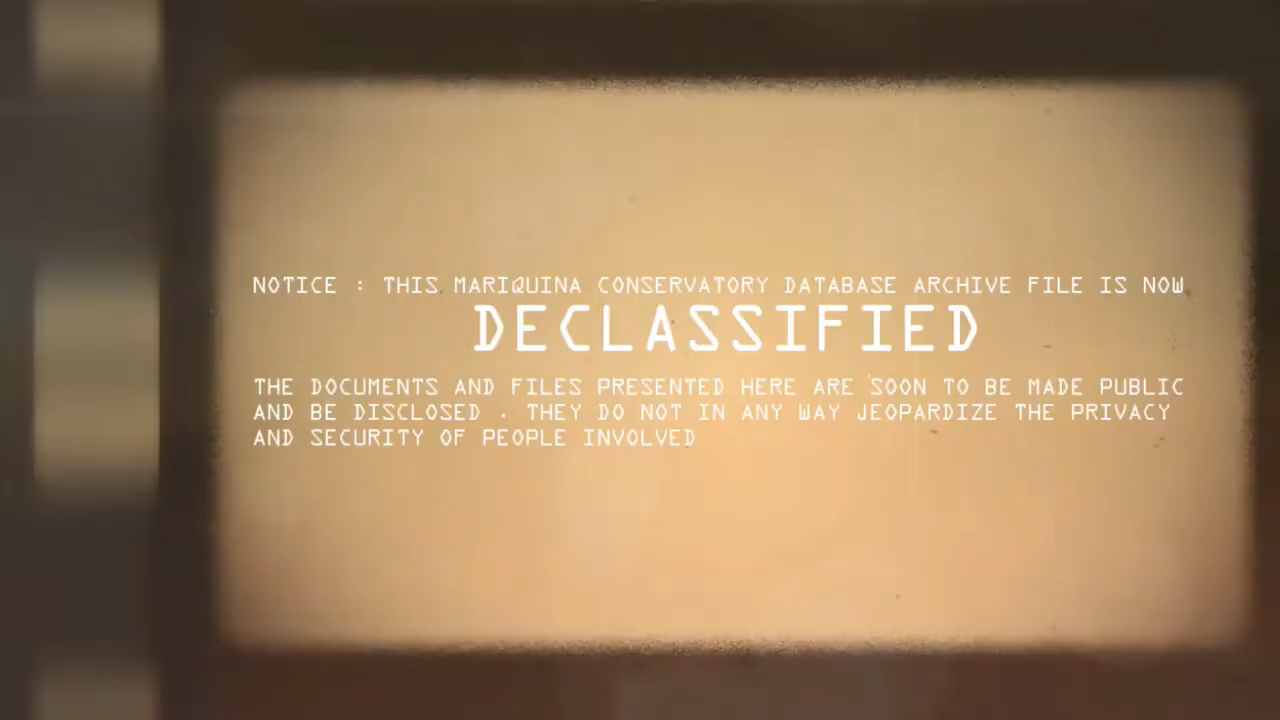 NOTICE : THIS MARIQUINA CONSERVATORY DATABASE ARCHIVE FILE IS NOW
DECLASSIFIED
THE DOCUMENTS AND FILES PRESENTED HERE ARE SOON TO BE MADE PUBLIC
AND BE DISCLOSED . THEY DO NOT IN ANY WAY JEOPARDIZE THE PRIVACY
AND SECURITY OF PEOPLE INVOLVED